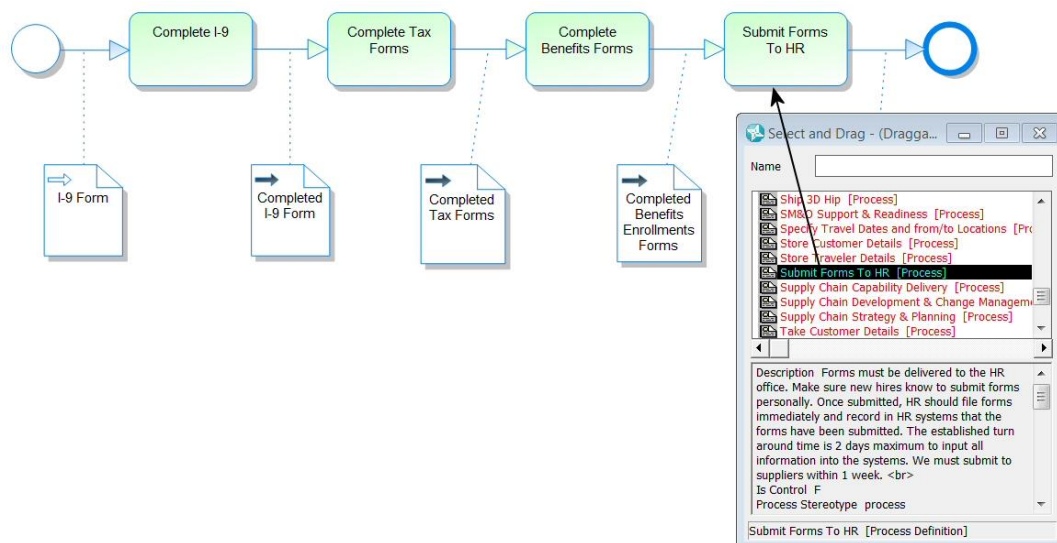 Complete I-9
Complete Tax
Forms
Complete
Benefits Forms
Submit Forms
To HR
I-9 Form
Completed
I-9 Form
Completed
Tax Forms
Completed
Benefits
Enrollments
Forms
Select and Drag - (Dragga...
Name
Ship 3D Hip [Process]
SM&O Support & Readiness [Process]
Specify Travel Dates and from/to Locations [Pro
Store Customer Details [Process]
Store Traveler Details [Process]
Submit Forms To HR [Process]
Supply Chain Capability Delivery [Process]
Supply Chain Development & Change Manageme
Supply Chain Strategy & Planning [Process]
Take Customer Details [Process]
Description Forms must be delivered to the HR
office. Make sure new hires know to submit forms
personally. Once submitted, HR should file forms
immediately and record in HR systems that the
forms have been submitted. The established turn
around time is 2 days maximum to input all
information into the systems. We must submit to
suppliers within 1 week. <br>
Is Control F
Process Stereotype process
Submit Forms To HR [Process Definition]